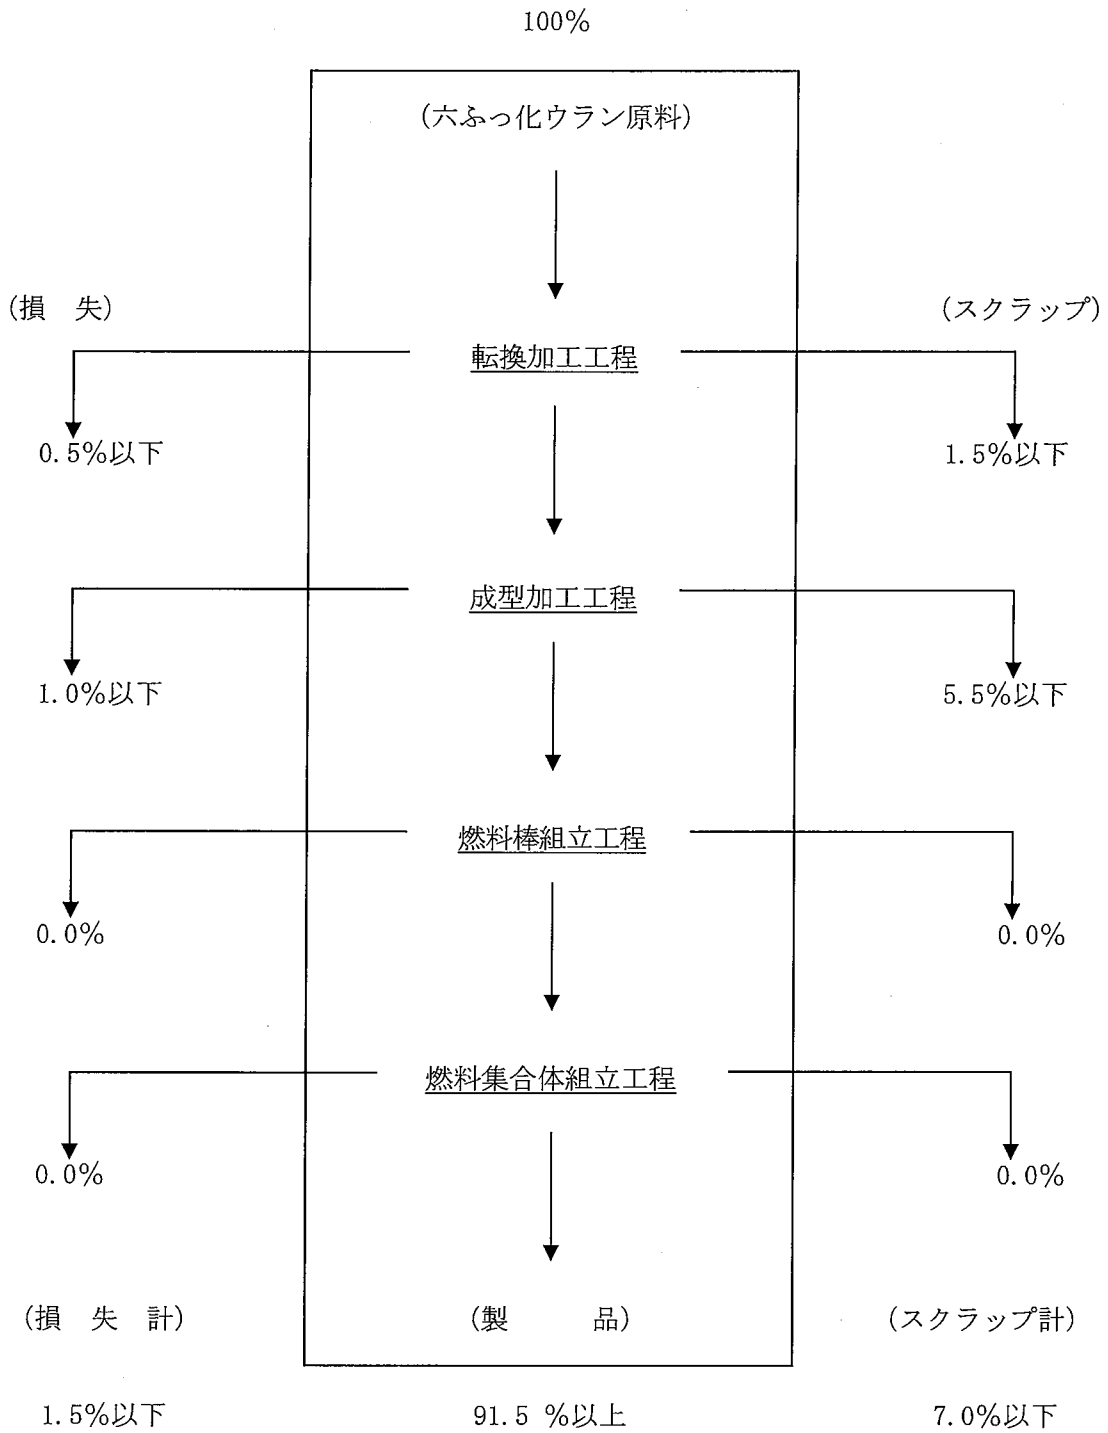 100%
(六ふっ化ウラン原料)
(損　失)
(スクラップ)
転換加工工程
0.5%以下
1.5%以下
成型加工工程
1.0%以下
5.5%以下
燃料棒組立工程
0.0%
0.0%
燃料集合体組立工程
0.0%
0.0%
(損　失　計)
(製　　　品)
(スクラップ計)
1.5%以下
91.5 %以上
7.0%以下